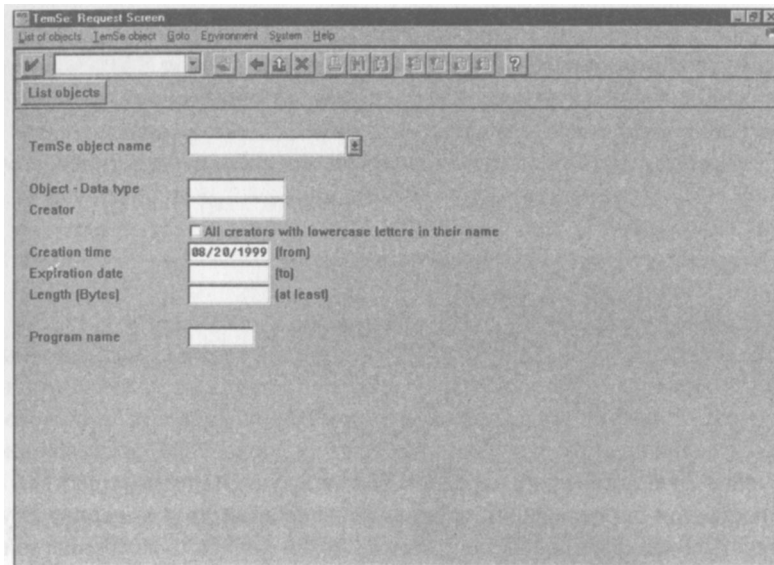 TemSe: Request Screen
List of objects TemSe object Goto Environment System Help
List objects
TemSe object name
Object - Data type
Creator
All creators with lowercase letters in their name
Creation time 08/20/1999 (from)
Expiration date (to)
Length (Bytes) (at least)
Program name